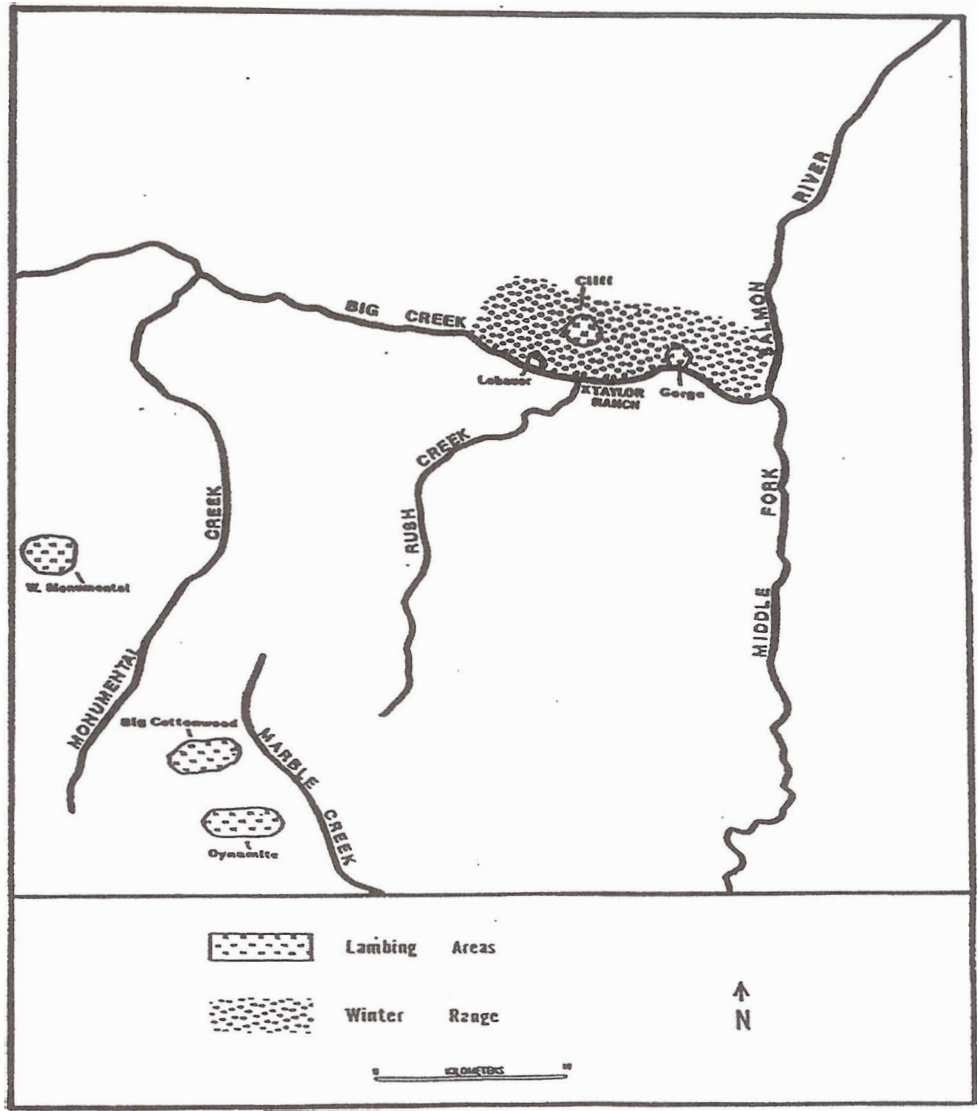 RIVER
SALMON
Cliff
BIG CREEK
Lobauer
XTAYLOR
RANCH
Gorge
CREEK
RUSH
FORK
MIDDLE
CREEK
MONUMENTAL
W. Monumental
Big Cottonwood
MARBLE CREEK
Dynamite
Lambing Areas
Winter Range
N
KILOMETERS